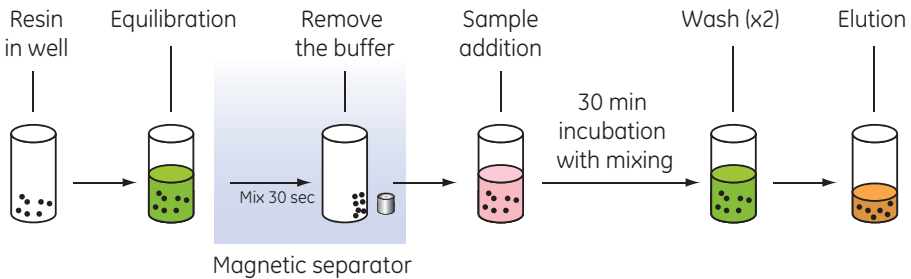 Resin
in well
Equilibration
Remove
the buffer
Sample
addition
Wash (x2)
Elution
30 min
incubation
with mixing
Mix 30 sec
Magnetic separator